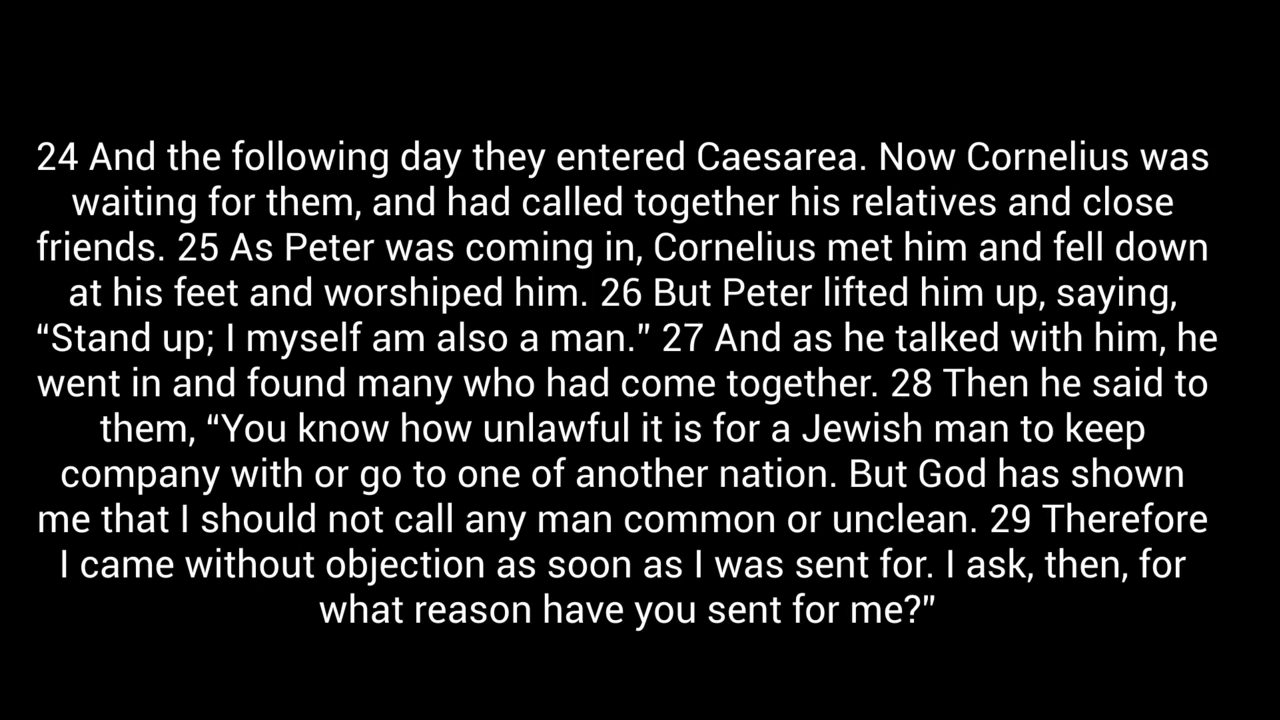 24 And the following day they entered Caesarea. Now Cornelius was
waiting for them, and had called together his relatives and close
friends. 25 As Peter was coming in, Cornelius met him and fell down
at his feet and worshiped him. 26 But Peter lifted him up, saying,
“Stand up; I myself am also a man.” 27 And as he talked with him, he
went in and found many who had come together. 28 Then he said to
them, “You know how unlawful it is for a Jewish man to keep
company with or go to one of another nation. But God has shown
me that I should not call any man common or unclean. 29 Therefore
I came without objection as soon as I was sent for. I ask, then, for
what reason have you sent for me?”